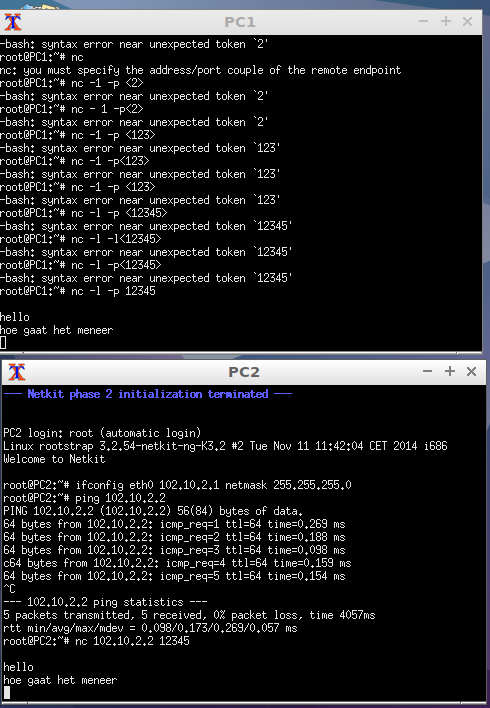 PC1
-bash: syntax error near unexpected token `2'
root@PC1:~# nc
nc: you must specify the address/port couple of the remote endpoint
root@PC1:~# nc -1 -p <2>
-bash: syntax error near unexpected token `2'
root@PC1:~# nc - 1 -p<2>
-bash: syntax error near unexpected token `2'
root@PC1:~# nc -1 -p <123>
-bash: syntax error near unexpected token `123'
root@PC1:~# nc -1 -p<123>
-bash: syntax error near unexpected token `123'
root@PC1:~# nc -1 -p <123>
-bash: syntax error near unexpected token `123'
root@PC1:~# nc -l -p <12345>
-bash: syntax error near unexpected token `12345'
root@PC1:~# nc -l -l<12345>
-bash: syntax error near unexpected token `12345'
root@PC1:~# nc -l -p<12345>
-bash: syntax error near unexpected token `12345'
root@PC1:~# nc -l -p 12345
hello
hoe gaat het meneer
PC2
--- Netkit phase 2 initialization terminated ---
PC2 login: root (automatic login)
Linux rootstrap 3.2.54-netkit-ng-K3.2 #2 Tue Nov 11 11:42:04 CET 2014 i686
Welcome to Netkit
root@PC2:~# ifconfig eth0 102.10.2.1 netmask 255.255.255.0
root@PC2:~# ping 102.10.2.2
PING 102.10.2.2 (102.10.2.2) 56(84) bytes of data.
64 bytes from 102.10.2.2: icmp_req=1 ttl=64 time=0.269 ms
64 bytes from 102.10.2.2: icmp_req=2 ttl=64 time=0.188 ms
64 bytes from 102.10.2.2: icmp_req=3 ttl=64 time=0.098 ms
c64 bytes from 102.10.2.2: icmp_req=4 ttl=64 time=0.159 ms
64 bytes from 102.10.2.2: icmp_req=5 ttl=64 time=0.154 ms
^C
--- 102.10.2.2 ping statistics ---
5 packets transmitted, 5 received, 0% packet loss, time 4057ms
rtt min/avg/max/mdev = 0.098/0.173/0.269/0.057 ms
root@PC2:~# nc 102.10.2.2 12345
hello
hoe gaat het meneer